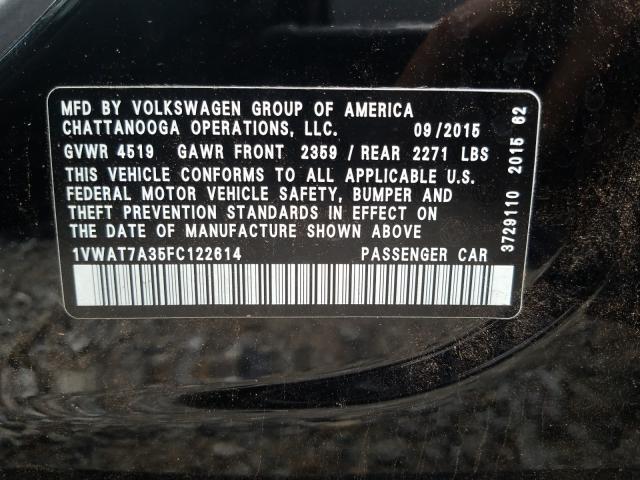 MFD BY VOLKSWAGEN GROUP OF AMERICA
CHATTANOOGA OPERATIONS, LLC. 09/2015
GVWR 4519 GAWR FRONT 2359 / REAR 2271 LBS
THIS VEHICLE CONFORMS TO ALL APPLICABLE U.S.
FEDERAL MOTOR VEHICLE SAFETY, BUMPER AND
THEFT PREVENTION STANDARDS IN EFFECT ON
THE DATE OF MANUFACTURE SHOWN ABOVE
1VWAT7A35FC122614 PASSENGER CAR
3729110 2015 62